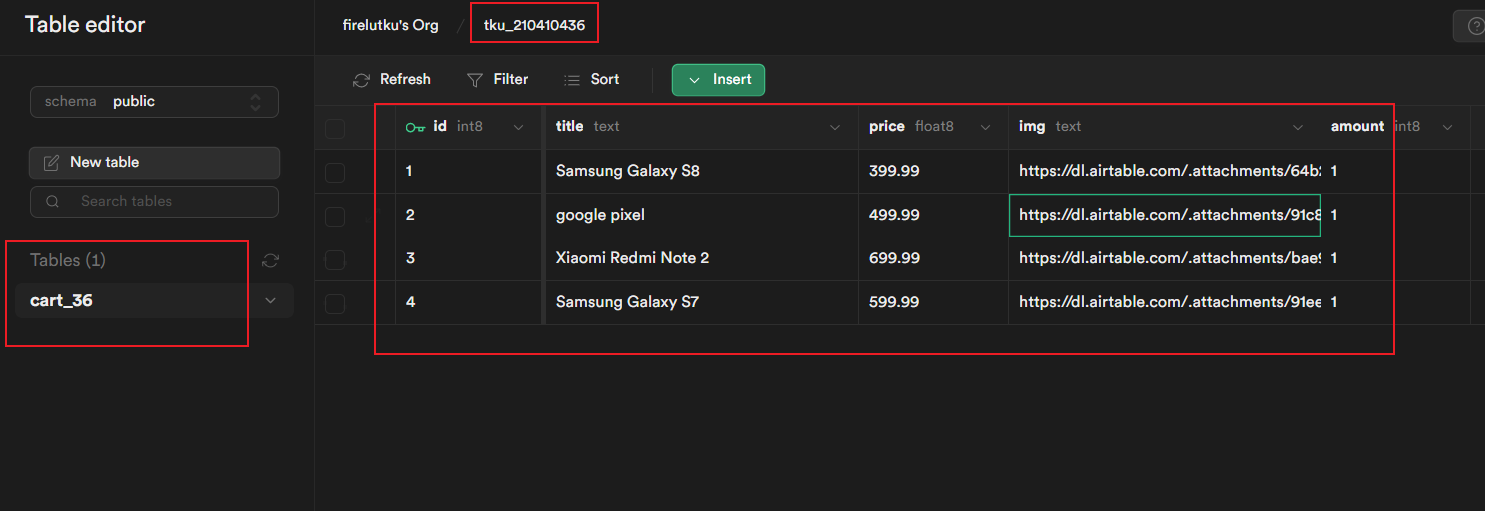 Table editor
firelutku's Org / tku_210410436
Refresh Filter Sort Insert
schema public
id int8 title text price float8 img text amount int8
New table
1 Samsung Galaxy S8 399.99 https://dl.airtable.com/.attachments/64b 1
Search tables
2 google pixel 499.99 https://dl.airtable.com/.attachments/91c8 1
Tables (1)
3 Xiaomi Redmi Note 2 699.99 https://dl.airtable.com/.attachments/bae 1
cart_36
4 Samsung Galaxy S7 599.99 https://dl.airtable.com/.attachments/91ee 1